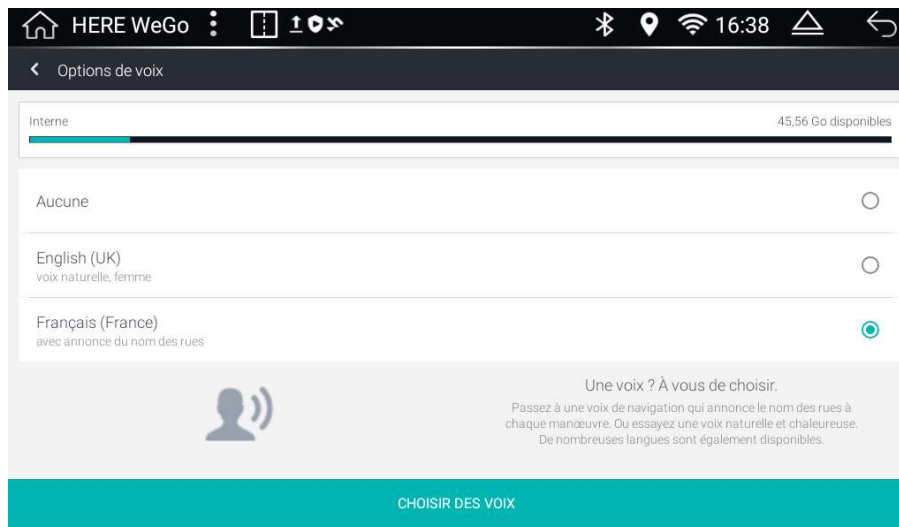 HERE WeGo 16:38
Options de voix
Interne 45,56 Go disponibles
Aucune
English (UK)
voix naturelle, femme
Français (France)
avec annonce du nom des rues
Une voix ? À vous de choisir.
Passez à une voix de navigation qui annonce le nom des rues à
chaque manœuvre. Ou essayez une voix naturelle et chaleureuse.
De nombreuses langues sont également disponibles.
CHOISIR DES VOIX